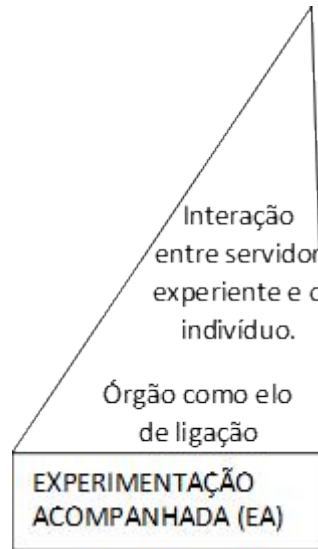 Interação
entre servidor
experiente e o
indivíduo.
Órgão como elo
de ligação
EXPERIMENTAÇÃO
ACOMPANHADA (EA)